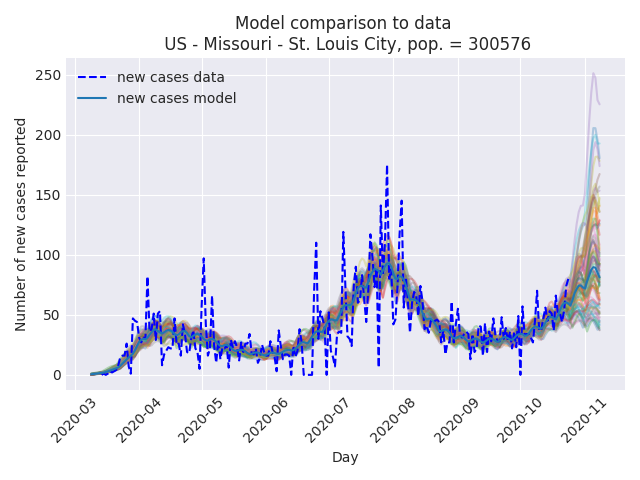 Model comparison to data
US - Missouri - St. Louis City, pop. = 300576
new cases data
new cases model
Number of new cases reported
250
200
150
100
50
0
2020-03
2020-04
2020-05
2020-06
2020-07
2020-08
2020-09
2020-10
2020-11
Day